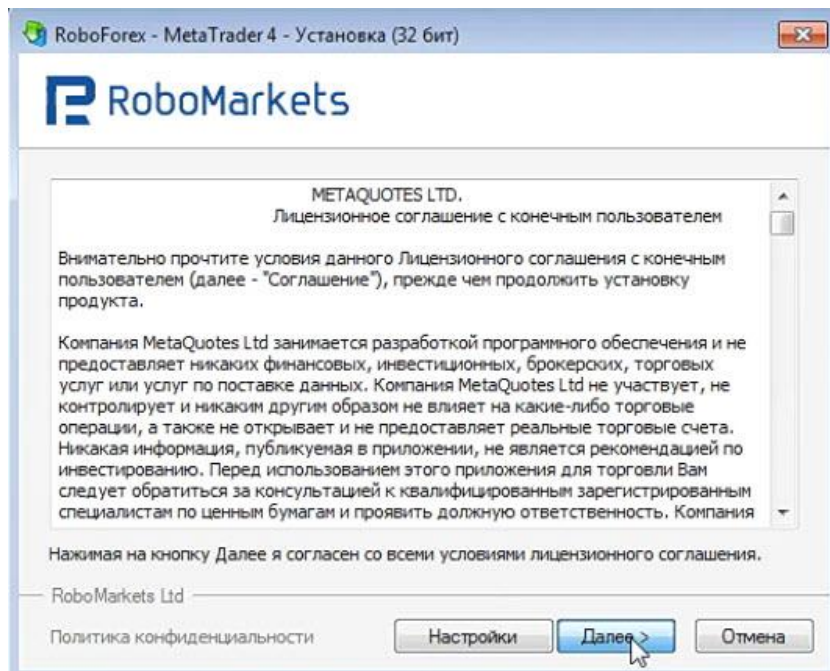 RoboForex - MetaTrader 4 - Установка (32 бит)
RoboMarkets
METAQUOTES LTD.
Лицензионное соглашение с конечным пользователем
Внимательно прочтите условия данного Лицензионного соглашения с конечным
пользователем (далее - "Соглашение"), прежде чем продолжить установку
продукта.
Компания MetaQuotes Ltd занимается разработкой программного обеспечения и не
предоставляет никаких финансовых, инвестиционных, брокерских, торговых
услуг или услуг по поставке данных. Компания MetaQuotes Ltd не участвует, не
контролирует и никаким другим образом не влияет на какие-либо торговые
операции, а также не открывает и не предоставляет реальные торговые счета.
Никакая информация, публикуемая в приложении, не является рекомендацией по
инвестированию. Перед использованием этого приложения для торговли Вам
следует обратиться за консультацией к квалифицированным зарегистрированным
специалистам по ценным бумагам и проявить должную ответственность. Компания
Нажимая на кнопку Далее я согласен со всеми условиями лицензионного соглашения.
RoboMarkets Ltd
Политика конфиденциальности
Настройки
Далее >
Отмена